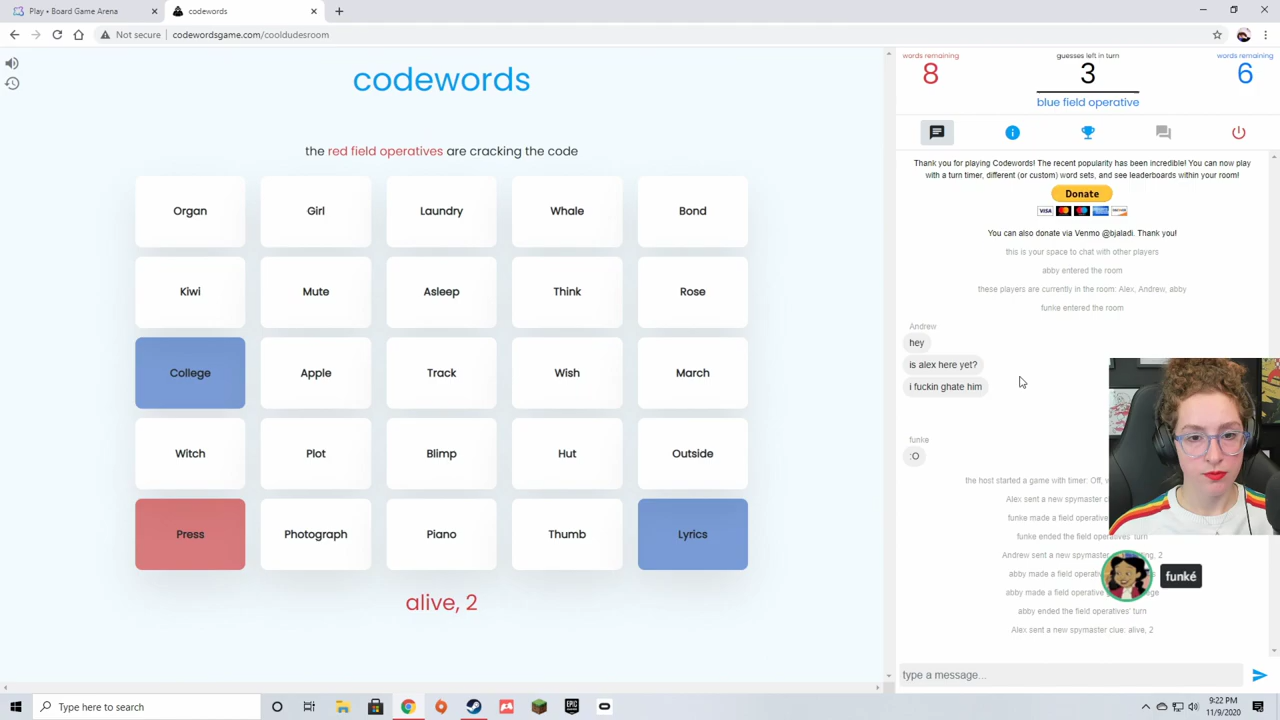 Play • Board Game Arena
codewords
Not secure
codewordsgame.com/cooldudesroom
codewords
the red field operatives are cracking the code
Organ
Girl
Laundry
Whale
Bond
Kiwi
Mute
Asleep
Think
Rose
College
Apple
Track
Wish
March
Witch
Plot
Blimp
Hut
Outside
Press
Photograph
Piano
Thumb
Lyrics
alive, 2
words remaining
8
guesses left in turn
3
blue field operative
words remaining
6
Thank you for playing Codewords! The recent popularity has been incredible! You can now play
with a turn timer, different (or custom) word sets, and see leaderboards within your room!
Donate
VISA
DISCOVER
You can also donate via Venmo @bjaladi. Thank you!
this is your space to chat with other players
abby entered the room
these players are currently in the room: Alex, Andrew, abby
funke entered the room
Andrew
hey
is alex here yet?
i fuckin ghate him
funke
:O
the host started a game with timer: Off,
Alex sent a new spymaster
funke made a field operative
funke ended the field operatives' turn
Andrew sent a new spymaster 2
abby made a field
abby made a field operative
abby ended the field operatives' turn
Alex sent a new spymaster clue: alive, 2
funké
type a message...
Type here to search
EPIC
GAMES
9:22 PM
11/9/2020